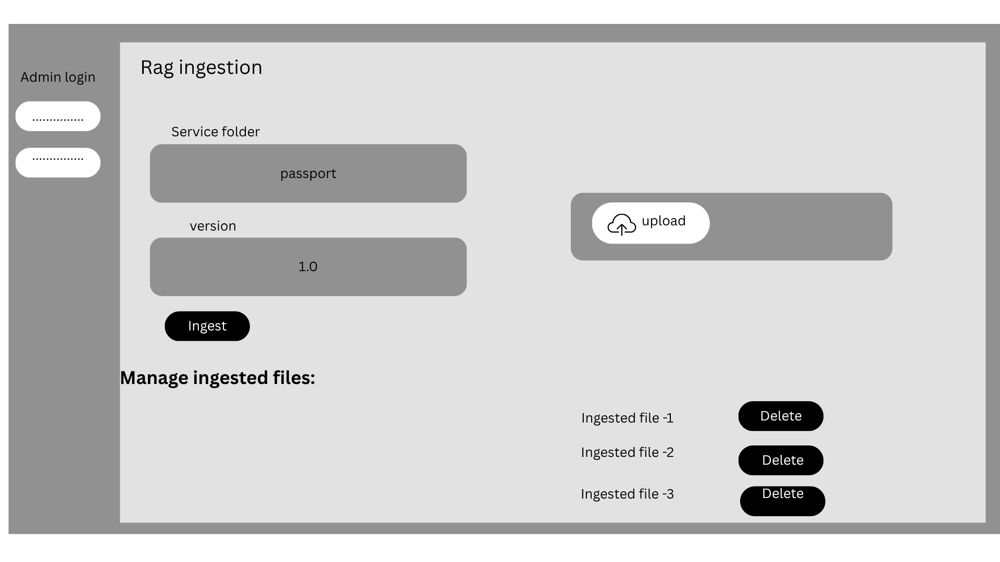 Rag ingestion
Admin login
...............
...............
Service folder
passport
version
1.0
upload
Ingest
Manage ingested files:
Ingested file -1
Delete
Ingested file -2
Delete
Ingested file -3
Delete